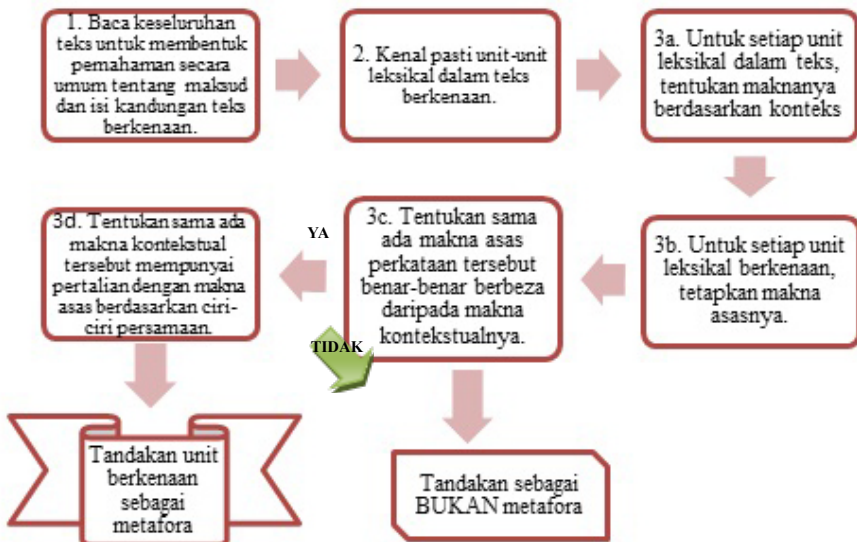 1. Baca keseluruhan
teks untuk membentuk
pemahaman secara
umum tentang maksud
dan isi kandungan teks
berkenaan.
2. Kenal pasti unit-unit
leksikal dalam teks
berkenaan.
3a. Untuk setiap unit
leksikal dalam teks,
tentukan maknanya
berdasarkan konteks
3b. Untuk setiap unit
leksikal berkenaan,
tetapkan makna
asasnya.
3c. Tentukan sama
ada makna asas
perkataan tersebut
benar-benar berbeza
daripada makna
kontekstualnya.
YA
3d. Tentukan sama ada
makna kontekstual
tersebut mempunyai
pertalian dengan makna
asas berdasarkan ciri-
ciri persamaan.
TIDAK
Tandakan unit
berkenaan
sebagai
metafora
Tandakan sebagai
BUKAN metafora